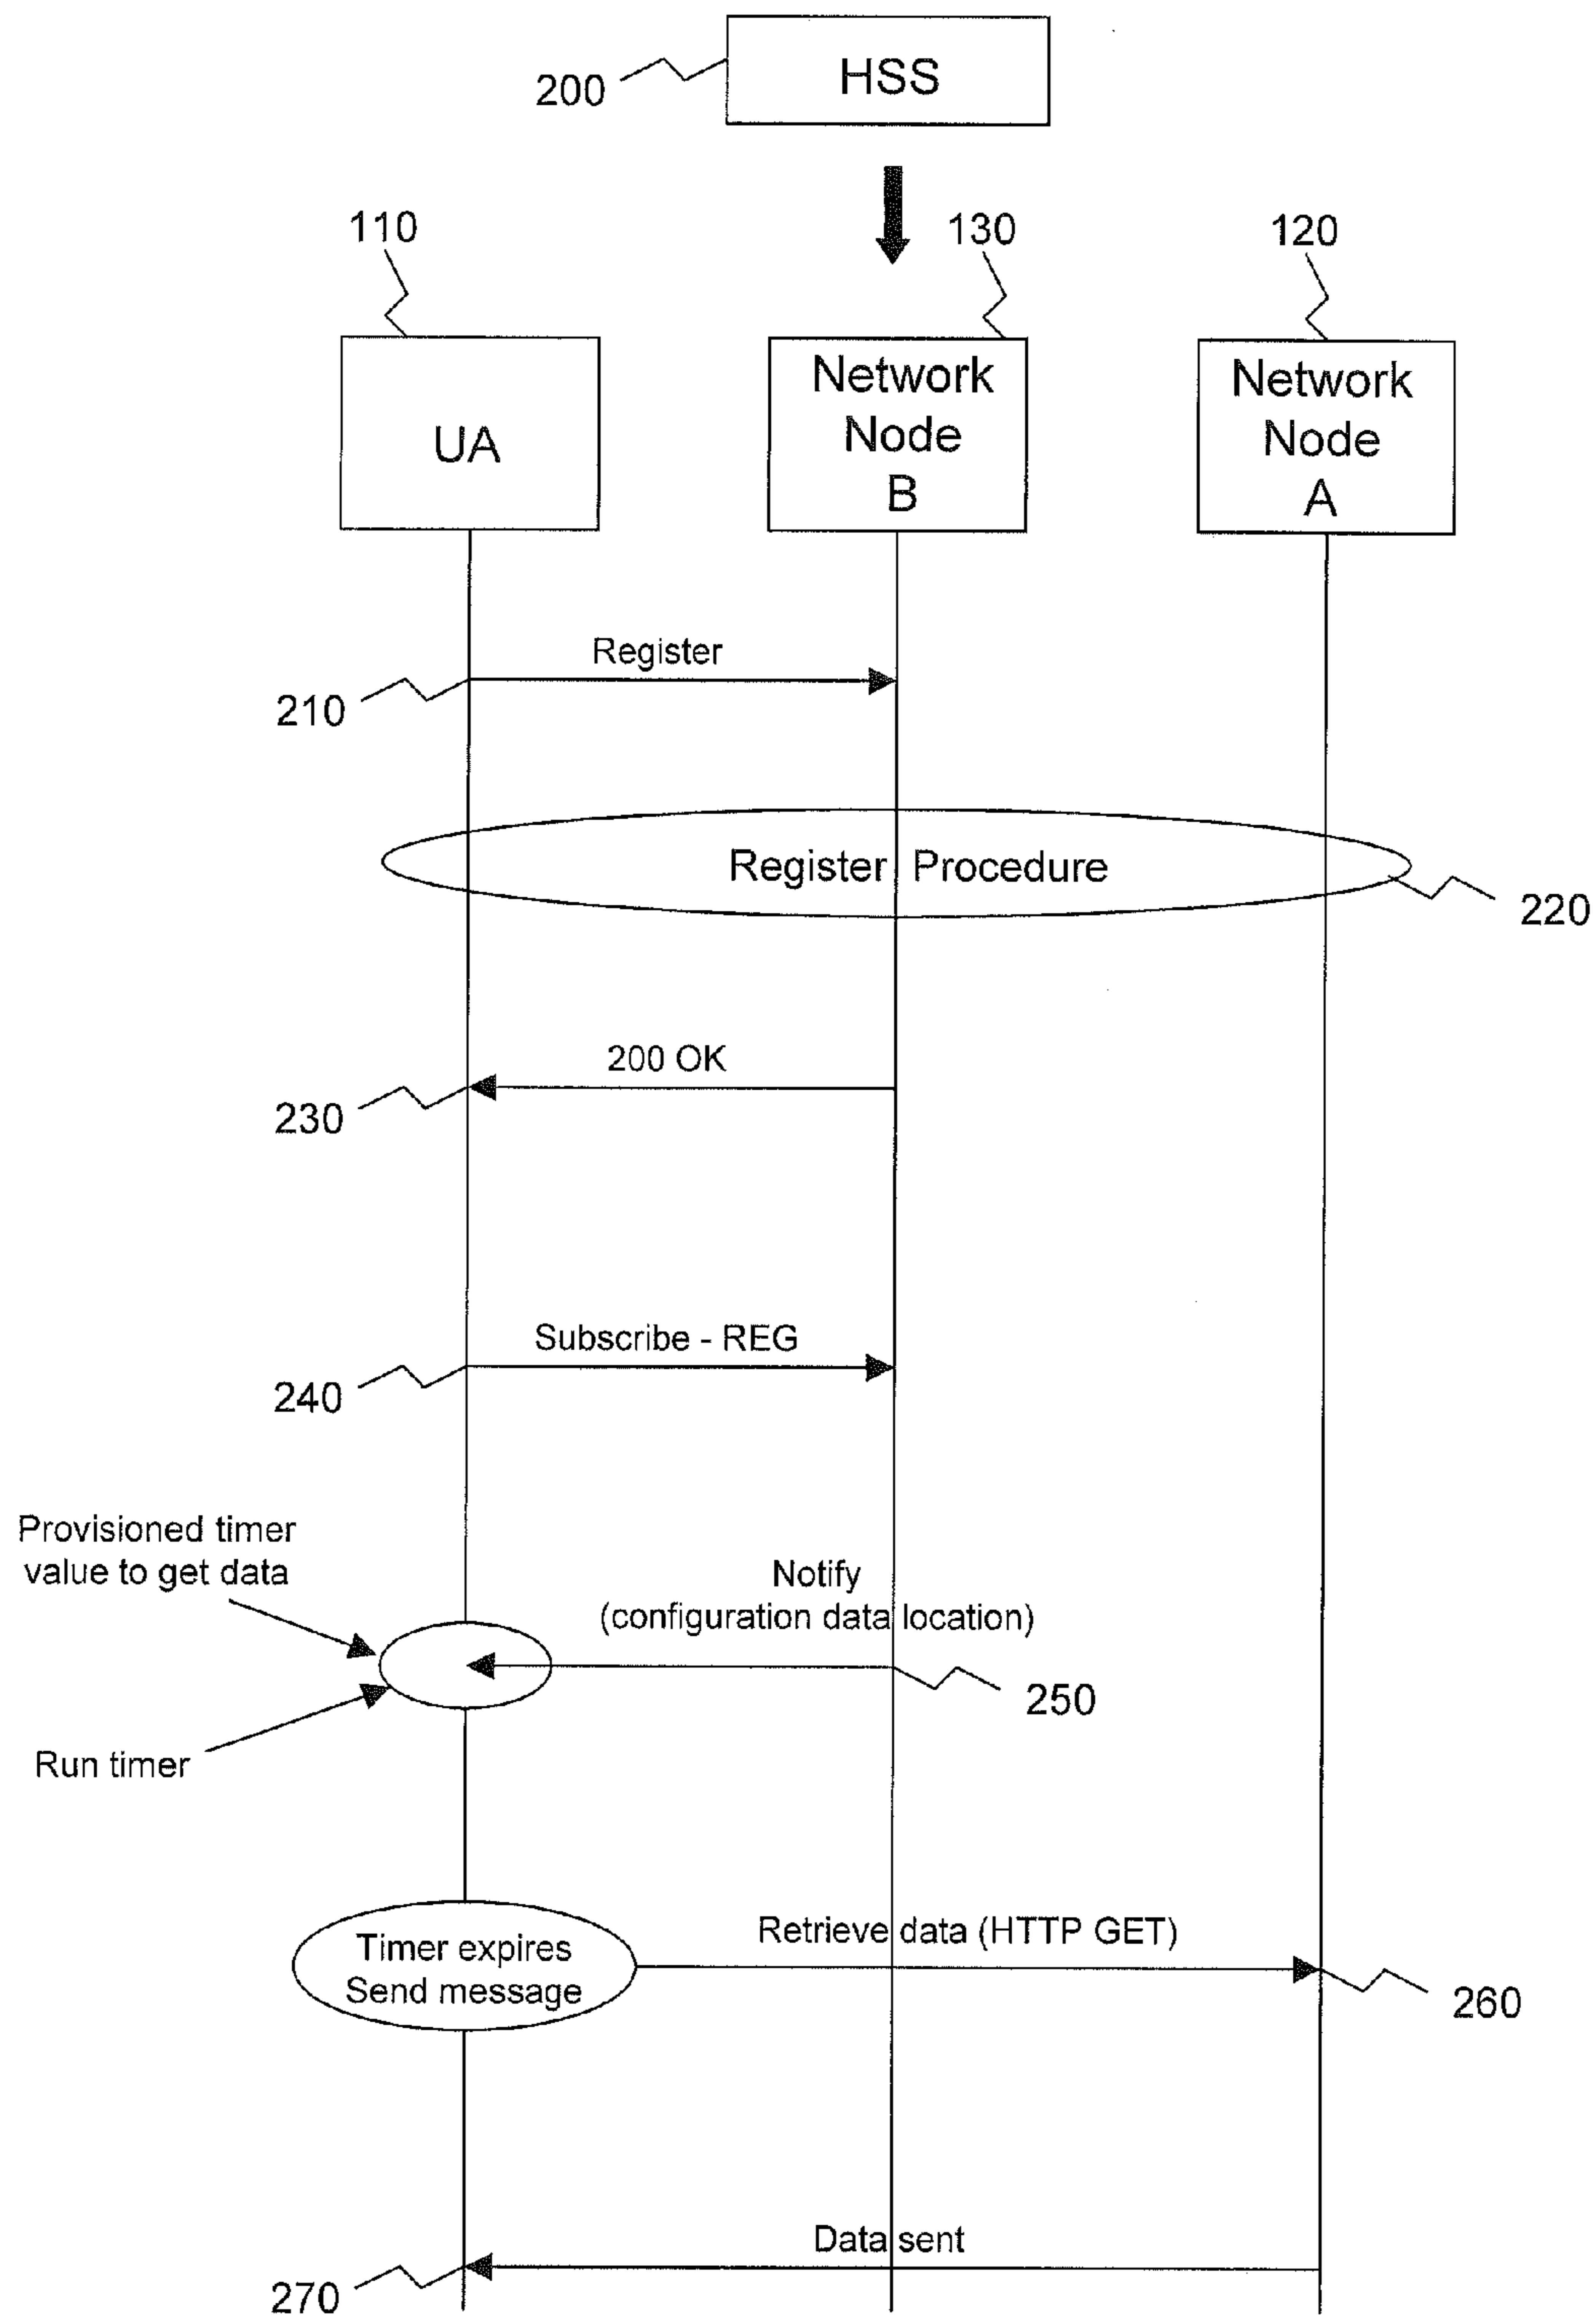 HSS
200
110
130
120
UA
Network
Node
B
Network
Node
A
Register
210
Register Procedure
220
200 OK
230
Subscribe - REG
240
Provisioned timer
value to get data
Notify
(configuration data location)
250
Run timer
Timer expires
Send message
Retrieve data (HTTP GET)
260
Data sent
270